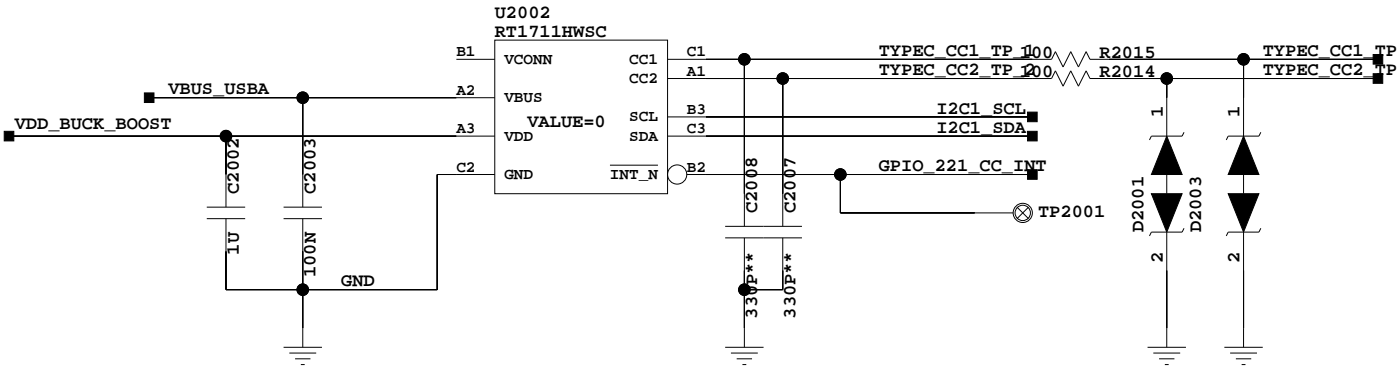 U2002
RT1711HWSC
B1 VCONN CC1 C1 TYPEC_CC1_TP_1 100 R2015 TYPEC_CC1_TP
CC2 A1 TYPEC_CC2_TP_2 100 R2014 TYPEC_CC2_TP
VBUS_USBA A2 VBUS
SCL B3 I2C1_SCL
VALUE=0
VDD_BUCK_BOOST A3 VDD SDA C3 I2C1_SDA
C2 GND INT_N B2 GPIO_221_CC_INT
TP2001
C2002
1U
C2003
100N
GND
C2008
330P**
C2007
330P**
D2001
1
2
D2003
1
2